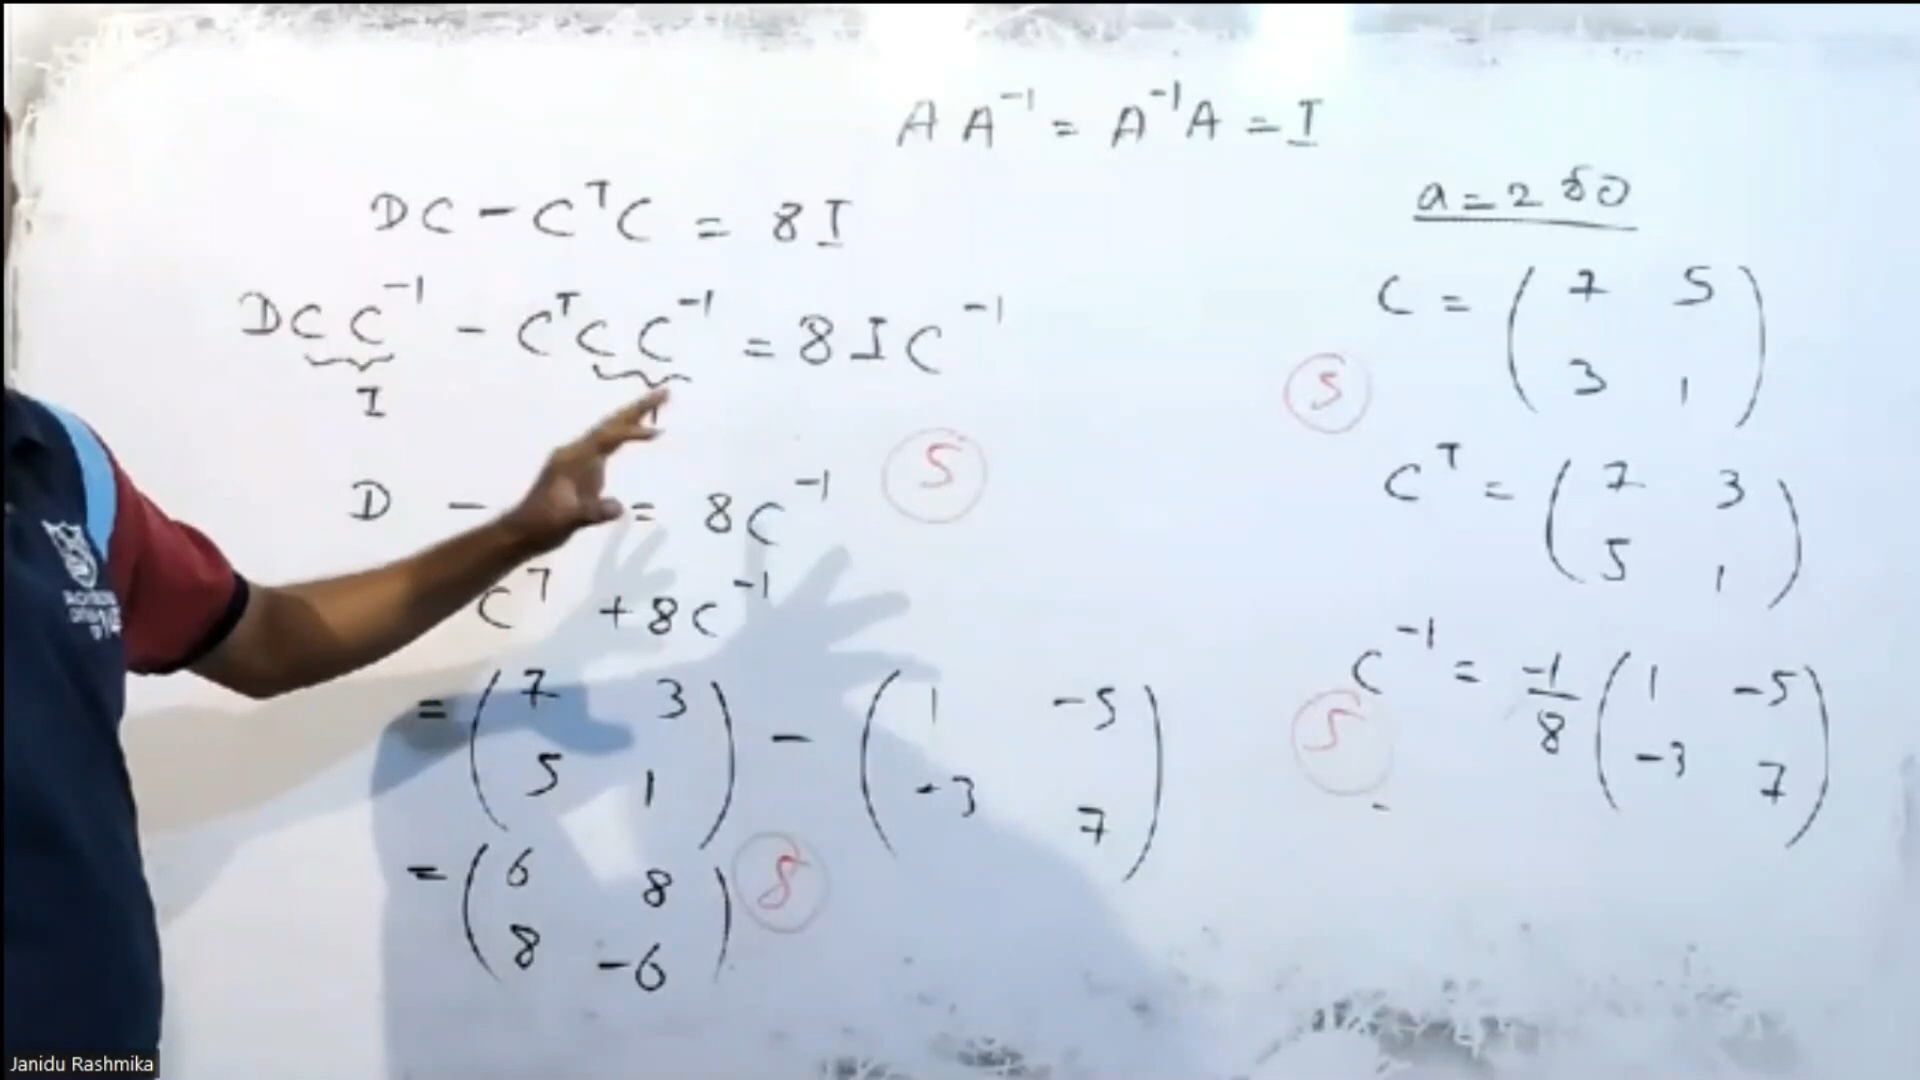 A A⁻¹ = A⁻¹A = I
DC - CᵀC = 8I
DCC⁻¹ - CᵀCC⁻¹ = 8IC⁻¹
I
D - = 8C⁻¹
5
Cᵀ + 8C⁻¹
= ( 7 3 ) - ( 1 -5 )
( 5 1 ) ( -3 7 )
= ( 6 8 )
( 8 -6 )
5
a = 2 විට
C = ( 7 5 )
( 3 1 )
5
Cᵀ = ( 7 3 )
( 5 1 )
C⁻¹ = -1/8 ( 1 -5 )
( -3 7 )
5
Janidu Rashmika